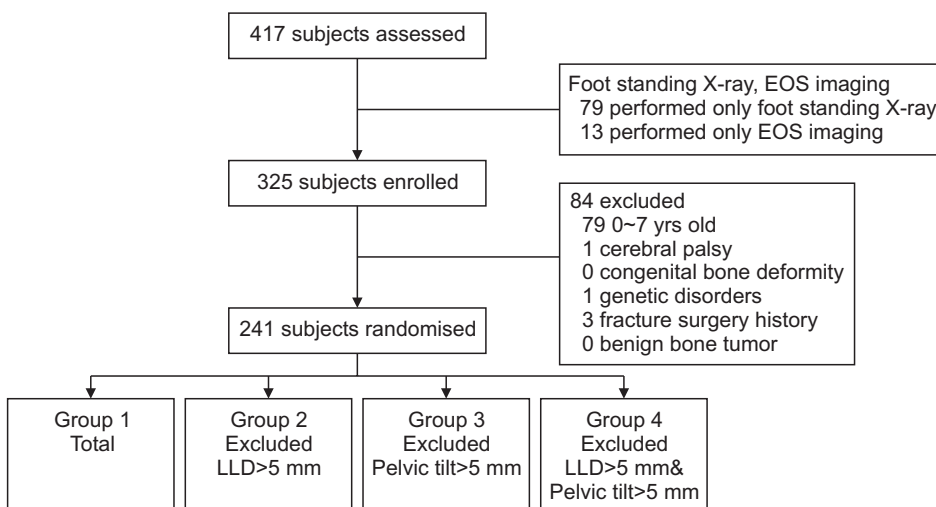 417 subjects assessed
Foot standing X-ray, EOS imaging
79 performed only foot standing X-ray
13 performed only EOS imaging
325 subjects enrolled
84 excluded
79 0~7 yrs old
1 cerebral palsy
0 congenital bone deformity
1 genetic disorders
3 fracture surgery history
0 benign bone tumor
241 subjects randomised
Group 1
Total
Group 2
Excluded
LLD>5 mm
Group 3
Excluded
Pelvic tilt>5 mm
Group 4
Excluded
LLD>5 mm&
Pelvic tilt>5 mm